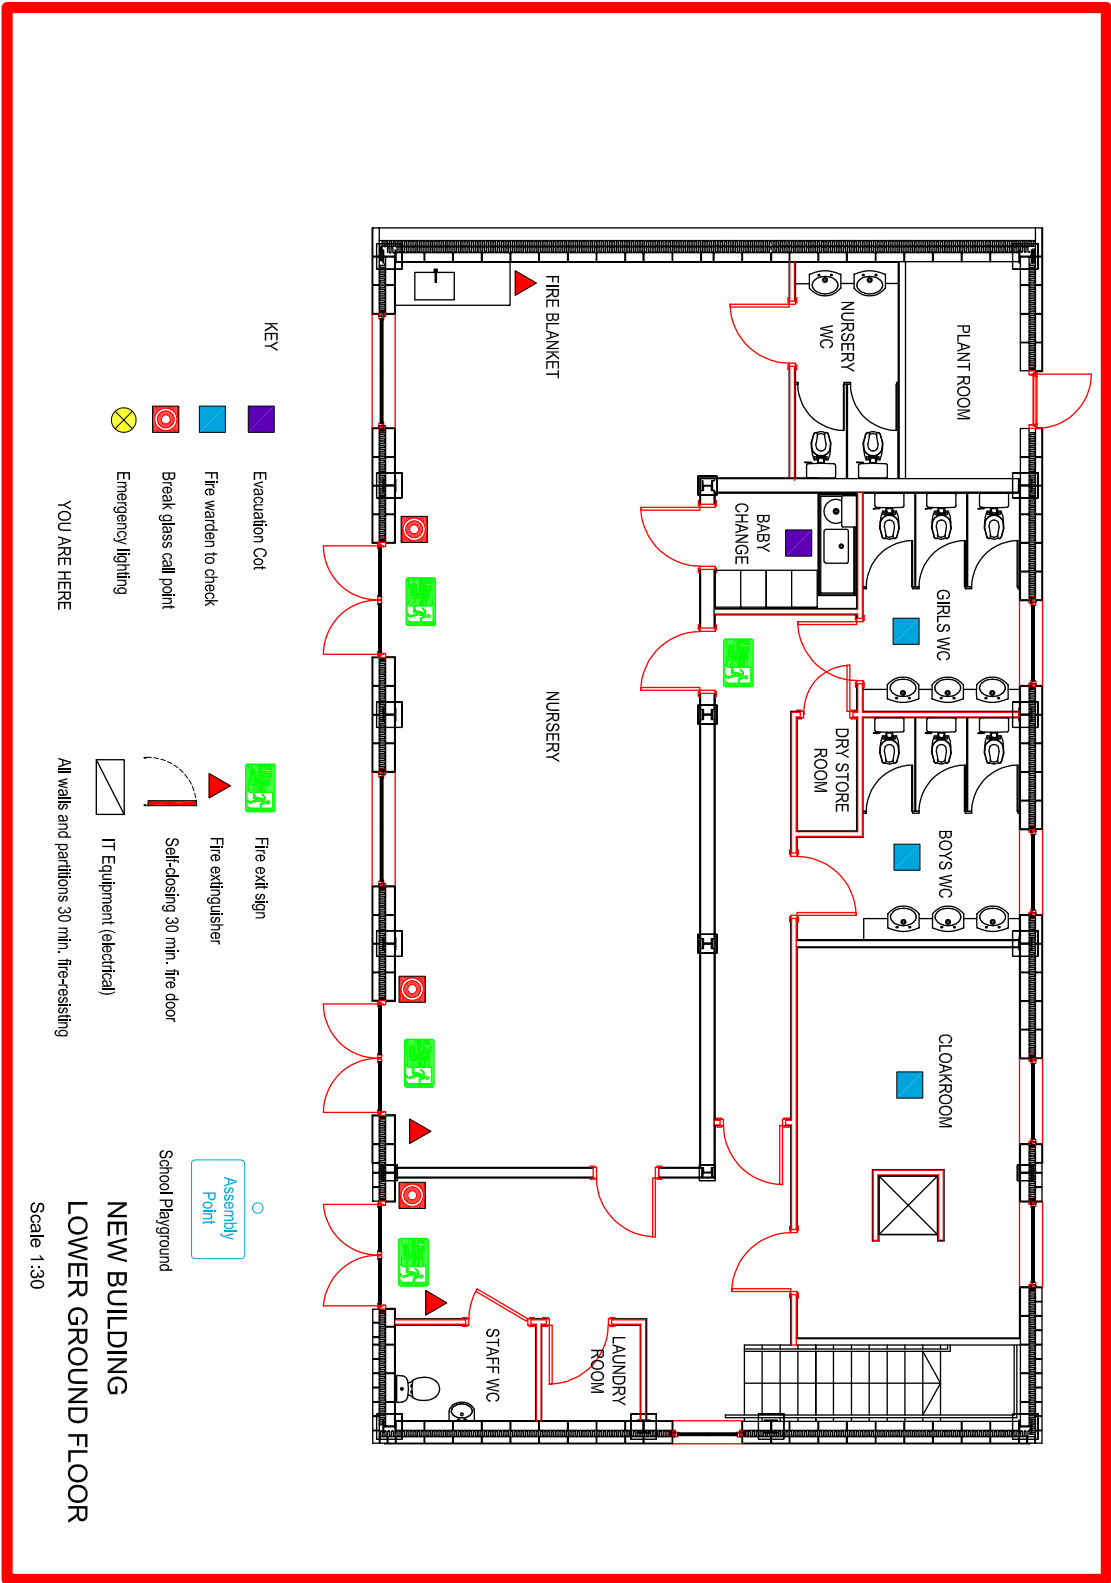 PLANT ROOM
NURSERY
WC
FIRE BLANKET
BABY
CHANGE
GIRLS WC
DRY STORE
ROOM
BOYS WC
NURSERY
CLOAKROOM
STAFF WC
LAUNDRY
ROOM
KEY
Evacuation Cot
Fire warden to check
Break glass call point
Emergency lighting
YOU ARE HERE
Fire exit sign
Fire extinguisher
Self-closing 30 min. fire door
IT Equipment (electrical)
All walls and partitions 30 min. fire-resisting
Assembly
Point
School Playground
NEW BUILDING
LOWER GROUND FLOOR
Scale 1:30